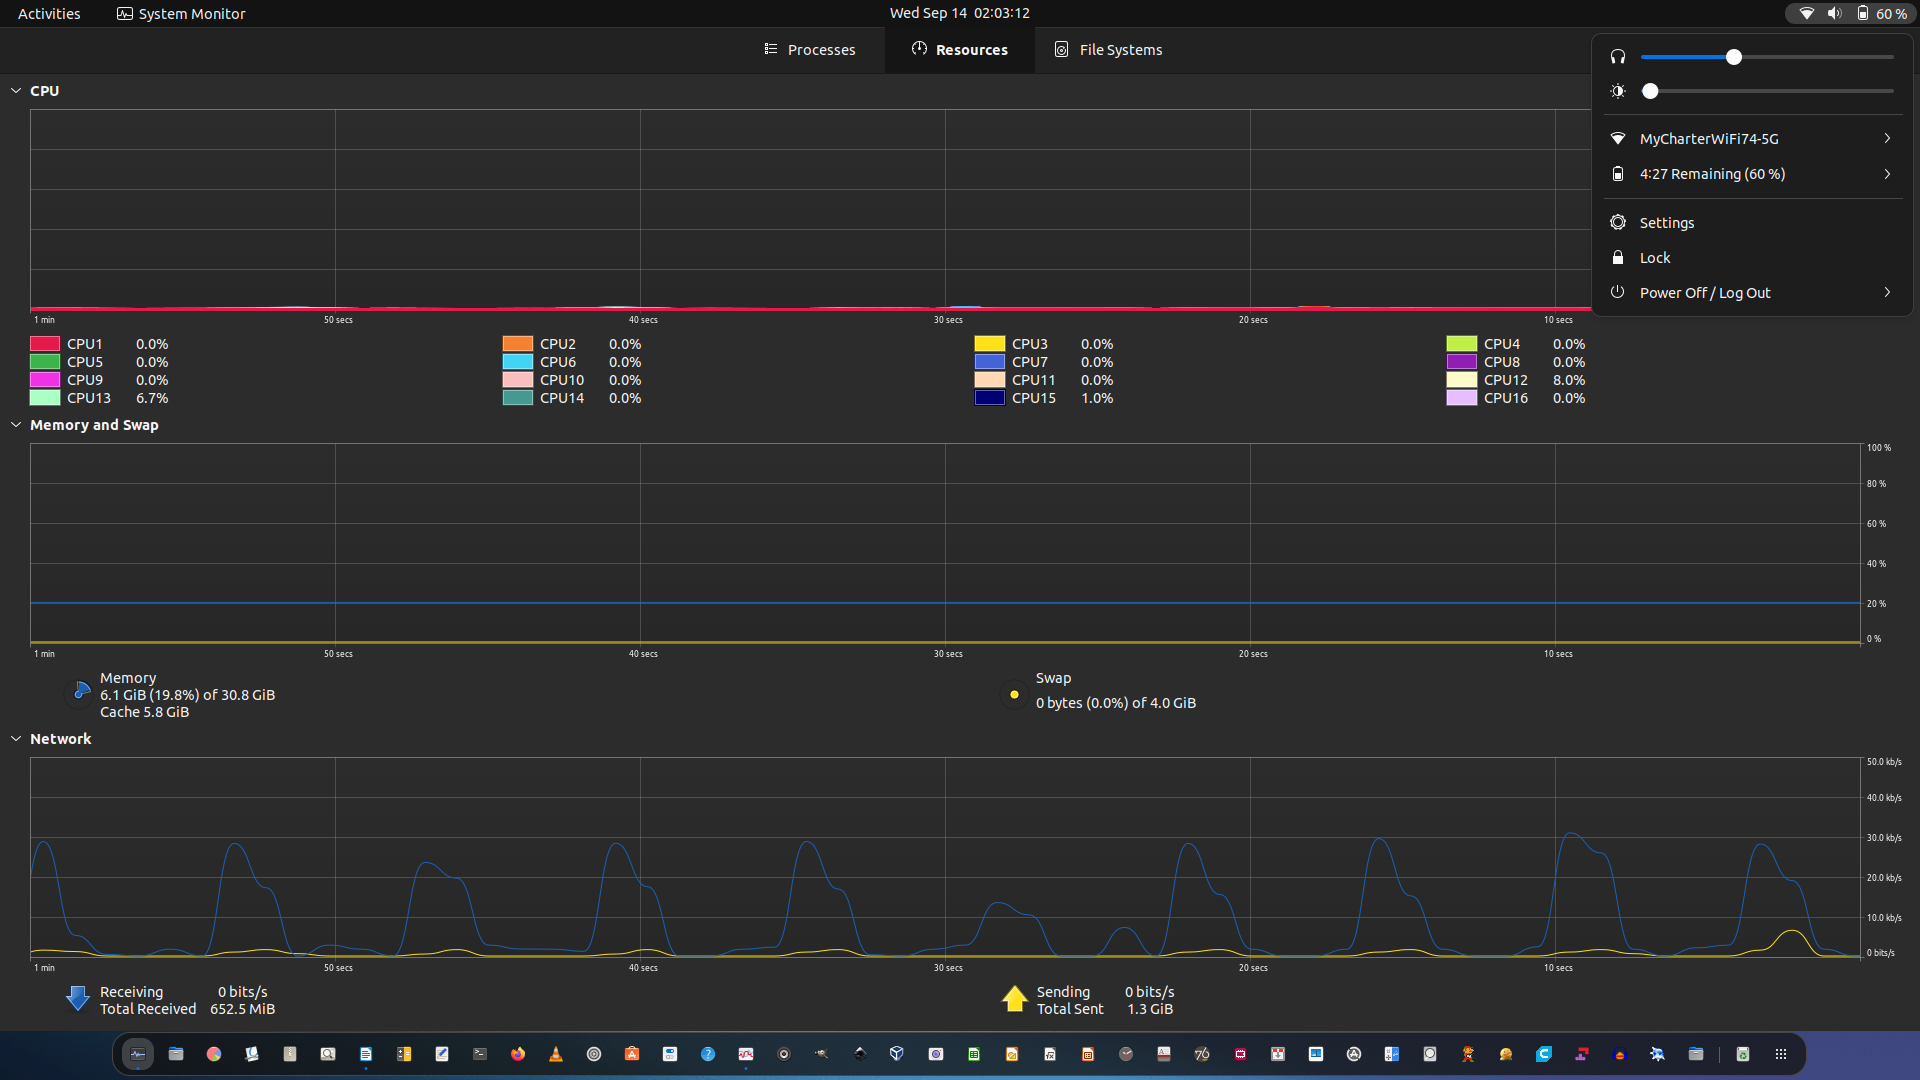 Activities System Monitor Wed Sep 14 02:03:12 60 %
Processes Resources File Systems
CPU
MyCharterWiFi74-5G
4:27 Remaining (60 %)
Settings
Lock
Power Off / Log Out
1 min 50 secs 40 secs 30 secs 20 secs 10 secs
CPU1 0.0% CPU2 0.0% CPU3 0.0% CPU4 0.0%
CPU5 0.0% CPU6 0.0% CPU7 0.0% CPU8 0.0%
CPU9 0.0% CPU10 0.0% CPU11 0.0% CPU12 8.0%
CPU13 6.7% CPU14 0.0% CPU15 1.0% CPU16 0.0%
Memory and Swap
100 %
80 %
60 %
40 %
20 %
0 %
1 min 50 secs 40 secs 30 secs 20 secs 10 secs
Memory Swap
6.1 GiB (19.8%) of 30.8 GiB 0 bytes (0.0%) of 4.0 GiB
Cache 5.8 GiB
Network
50.0 kb/s
40.0 kb/s
30.0 kb/s
20.0 kb/s
10.0 kb/s
0 bits/s
1 min 50 secs 40 secs 30 secs 20 secs 10 secs
Receiving 0 bits/s Sending 0 bits/s
Total Received 652.5 MiB Total Sent 1.3 GiB
76